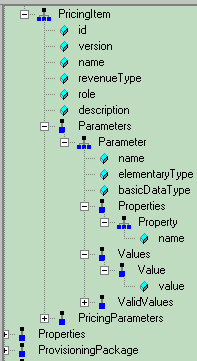 PricingItem
id
version
name
revenueType
role
description
Parameters
Parameter
name
elementaryType
basicDataType
Properties
Property
name
Values
Value
value
ValidValues
PricingParameters
Properties
ProvisioningPackage